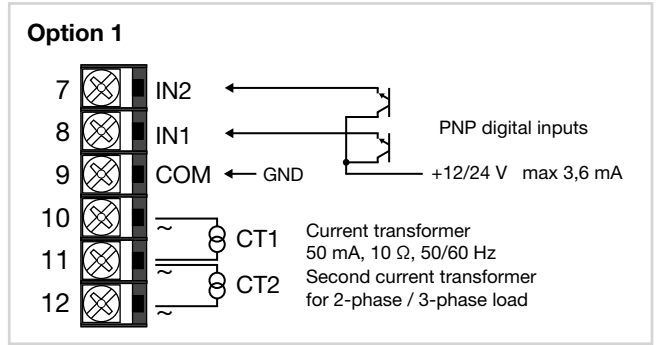 Option 1
7 IN2
8 IN1
PNP digital inputs
9 COM GND
+12/24 V max 3,6 mA
10 ~
CT1
Current transformer
50 mA, 10 Ω, 50/60 Hz
11 ~ ~
CT2
Second current transformer
for 2-phase / 3-phase load
12 ~